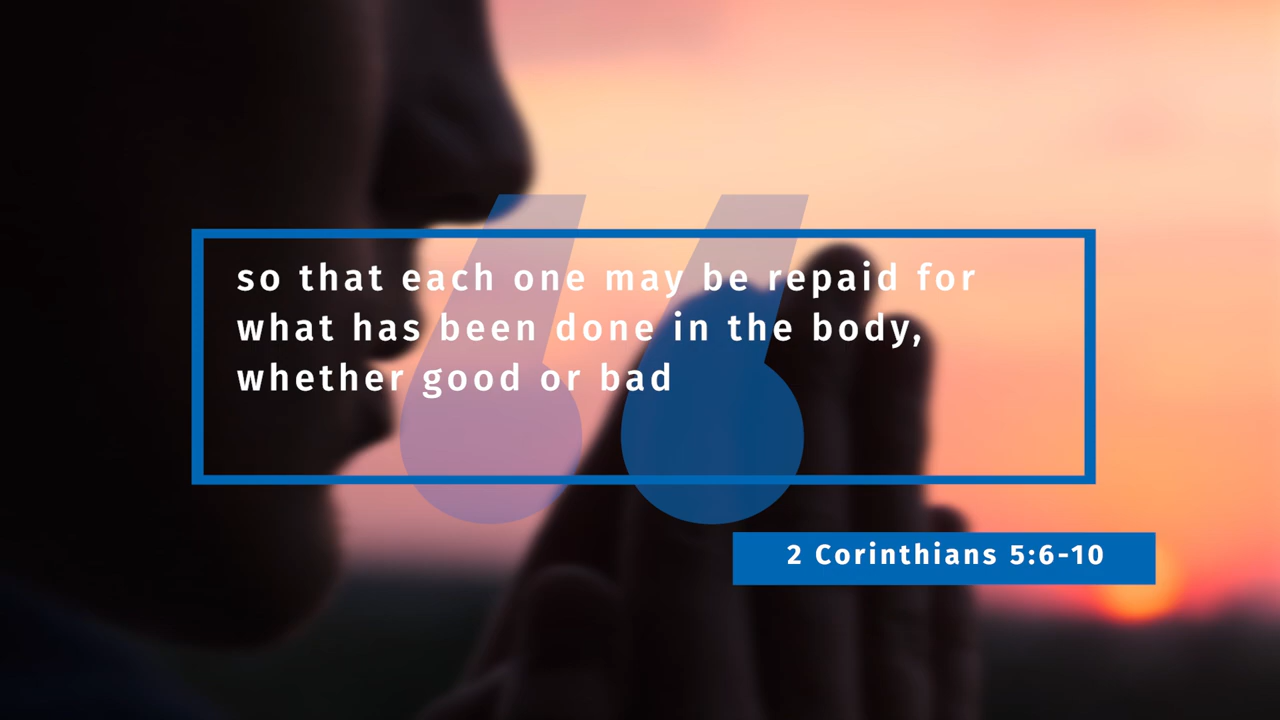 so that each one may be repaid for
what has been done in the body,
whether good or bad
2 Corinthians 5:6-10